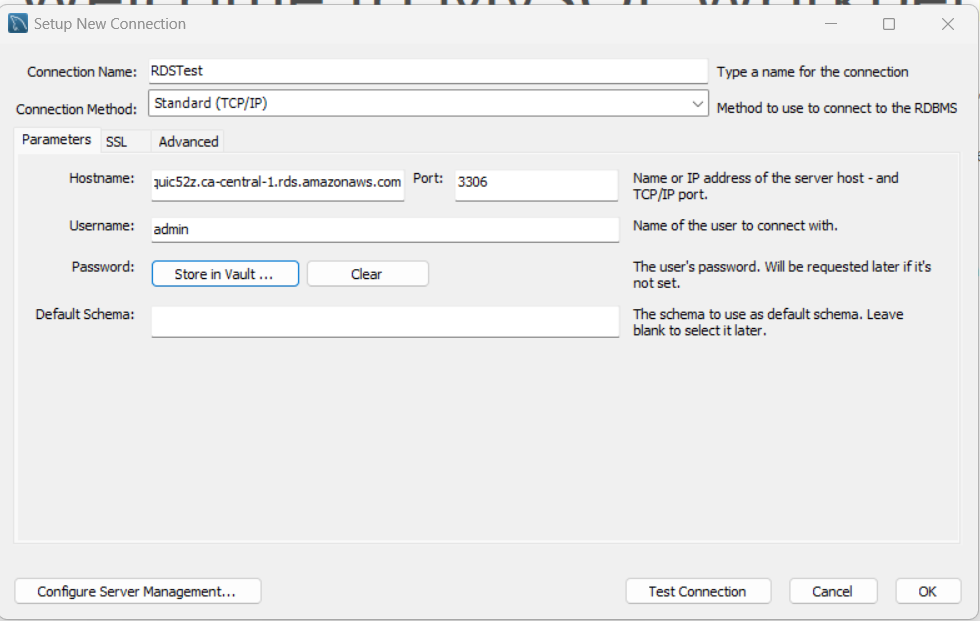 Setup New Connection
Connection Name: RDSTest Type a name for the connection
Connection Method: Standard (TCP/IP) Method to use to connect to the RDBMS
Parameters SSL Advanced
Hostname: quic52z.ca-central-1.rds.amazonaws.com Port: 3306 Name or IP address of the server host - and
TCP/IP port.
Username: admin Name of the user to connect with.
Password: Store in Vault ... Clear The user's password. Will be requested later if it's
not set.
Default Schema: The schema to use as default schema. Leave
blank to select it later.
Configure Server Management... Test Connection Cancel OK